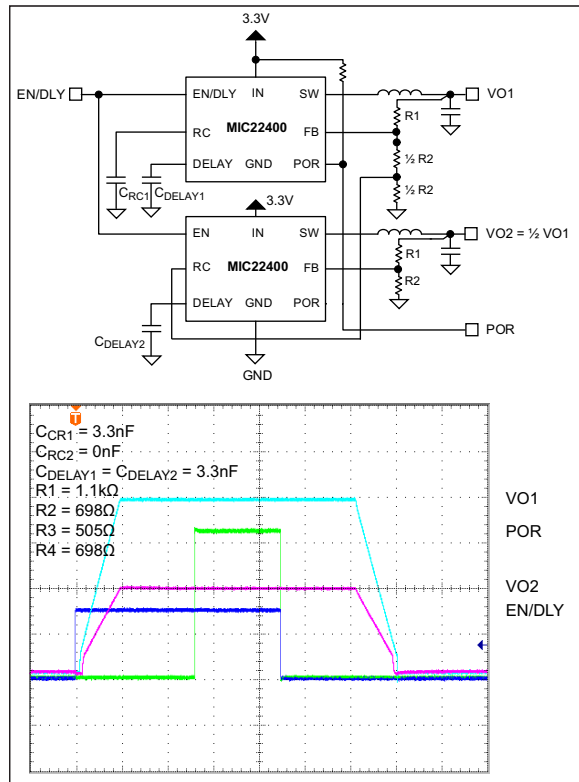 3.3V
EN/DLY
EN/DLY IN SW
VO1
R1
RC FB
MIC22400
½ R2
DELAY GND POR
½ R2
CRC1 CDELAY1
3.3V
EN IN SW
VO2 = ½ VO1
R1
RC MIC22400 FB
R2
DELAY GND POR
POR
CDELAY2
GND
T
CCR1 = 3.3nF
CRC2 = 0nF
CDELAY1 = CDELAY2 = 3.3nF
R1 = 1.1kΩ
R2 = 698Ω
R3 = 505Ω
R4 = 698Ω
VO1
POR
VO2
EN/DLY